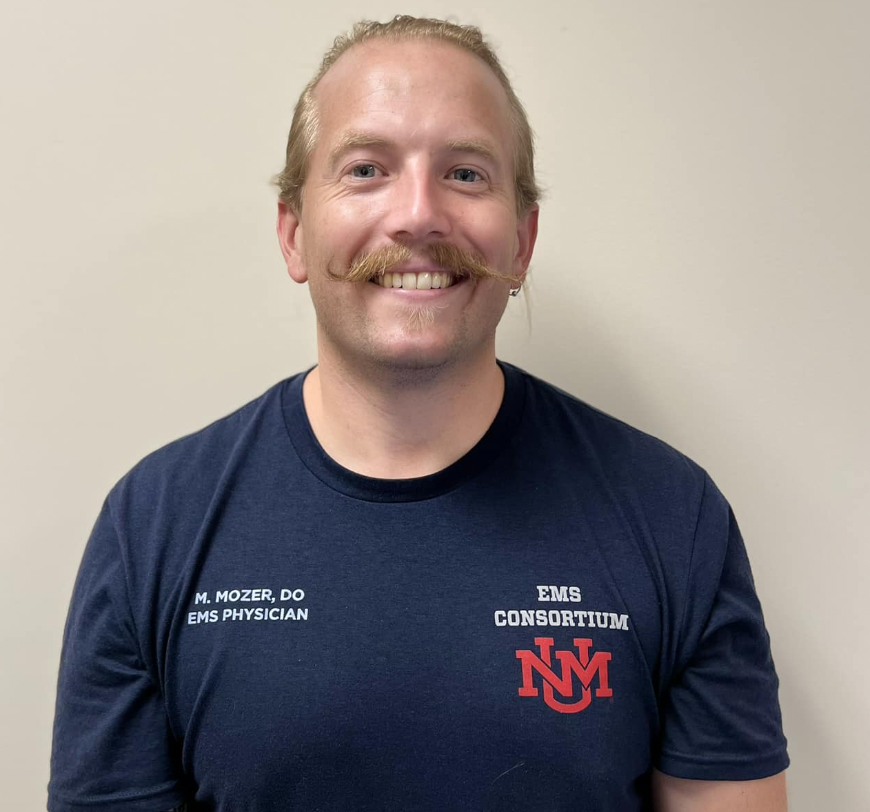 M. MOZER, DO
EMS PHYSICIAN
EMS
CONSORTIUM
UNM